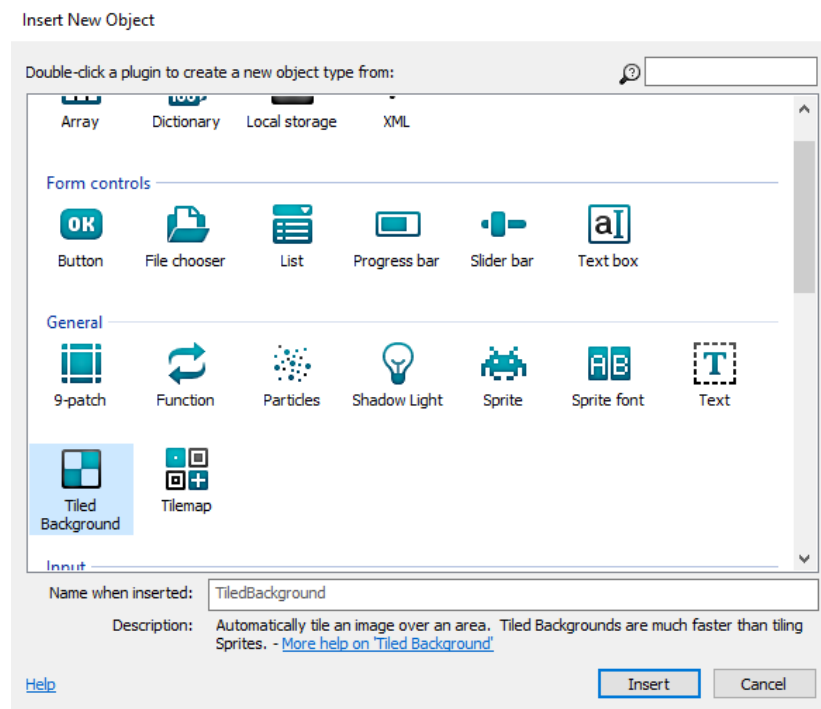 Insert New Object
Double-click a plugin to create a new object type from:
Array Dictionary Local storage XML
Form controls
OK aI
Button File chooser List Progress bar Slider bar Text box
General
AB T
9-patch Function Particles Shadow Light Sprite Sprite font Text
Tiled Tilemap
Background
Input
Name when inserted: TiledBackground
Description: Automatically tile an image over an area. Tiled Backgrounds are much faster than tiling
Sprites. - More help on 'Tiled Background'
Help Insert Cancel